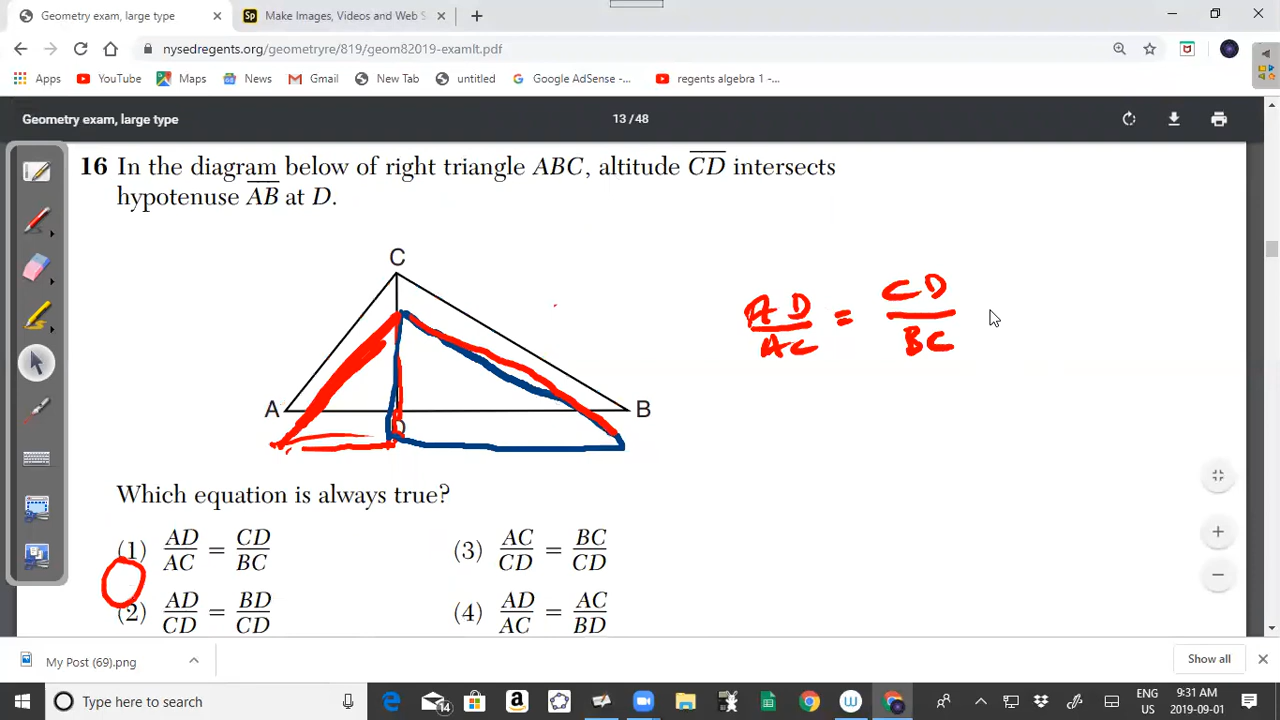 Geometry exam, large type
Make Images, Videos and Web S
nysedregents.org/geometryre/819/geom82019-examlt.pdf
Apps YouTube Maps News Gmail New Tab untitled Google AdSense -... regents algebra 1 -...
Geometry exam, large type
13 / 48
16 In the diagram below of right triangle ABC, altitude CD intersects
hypotenuse AB at D.
C
A
B
D
AD/AC = CD/BC
Which equation is always true?
(1) AD/AC = CD/BC
(3) AC/CD = BC/CD
(2) AD/CD = BD/CD
(4) AD/AC = AC/BD
My Post (69).png
Show all
Type here to search
14
ENG
US
9:31 AM
2019-09-01